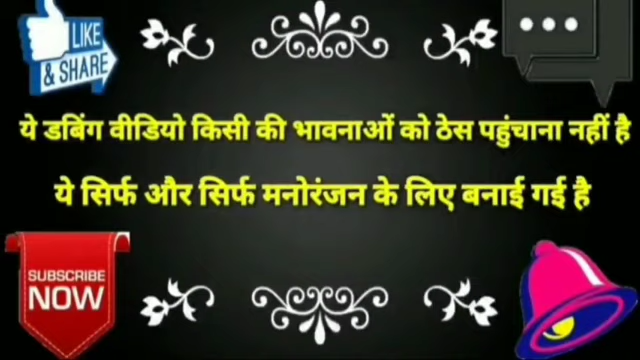 LIKE
& SHARE
ये डबिंग वीडियो किसी की भावनाओं को ठेस पहुंचाना नहीं है
ये सिर्फ और सिर्फ मनोरंजन के लिए बनाई गई है
SUBSCRIBE
NOW